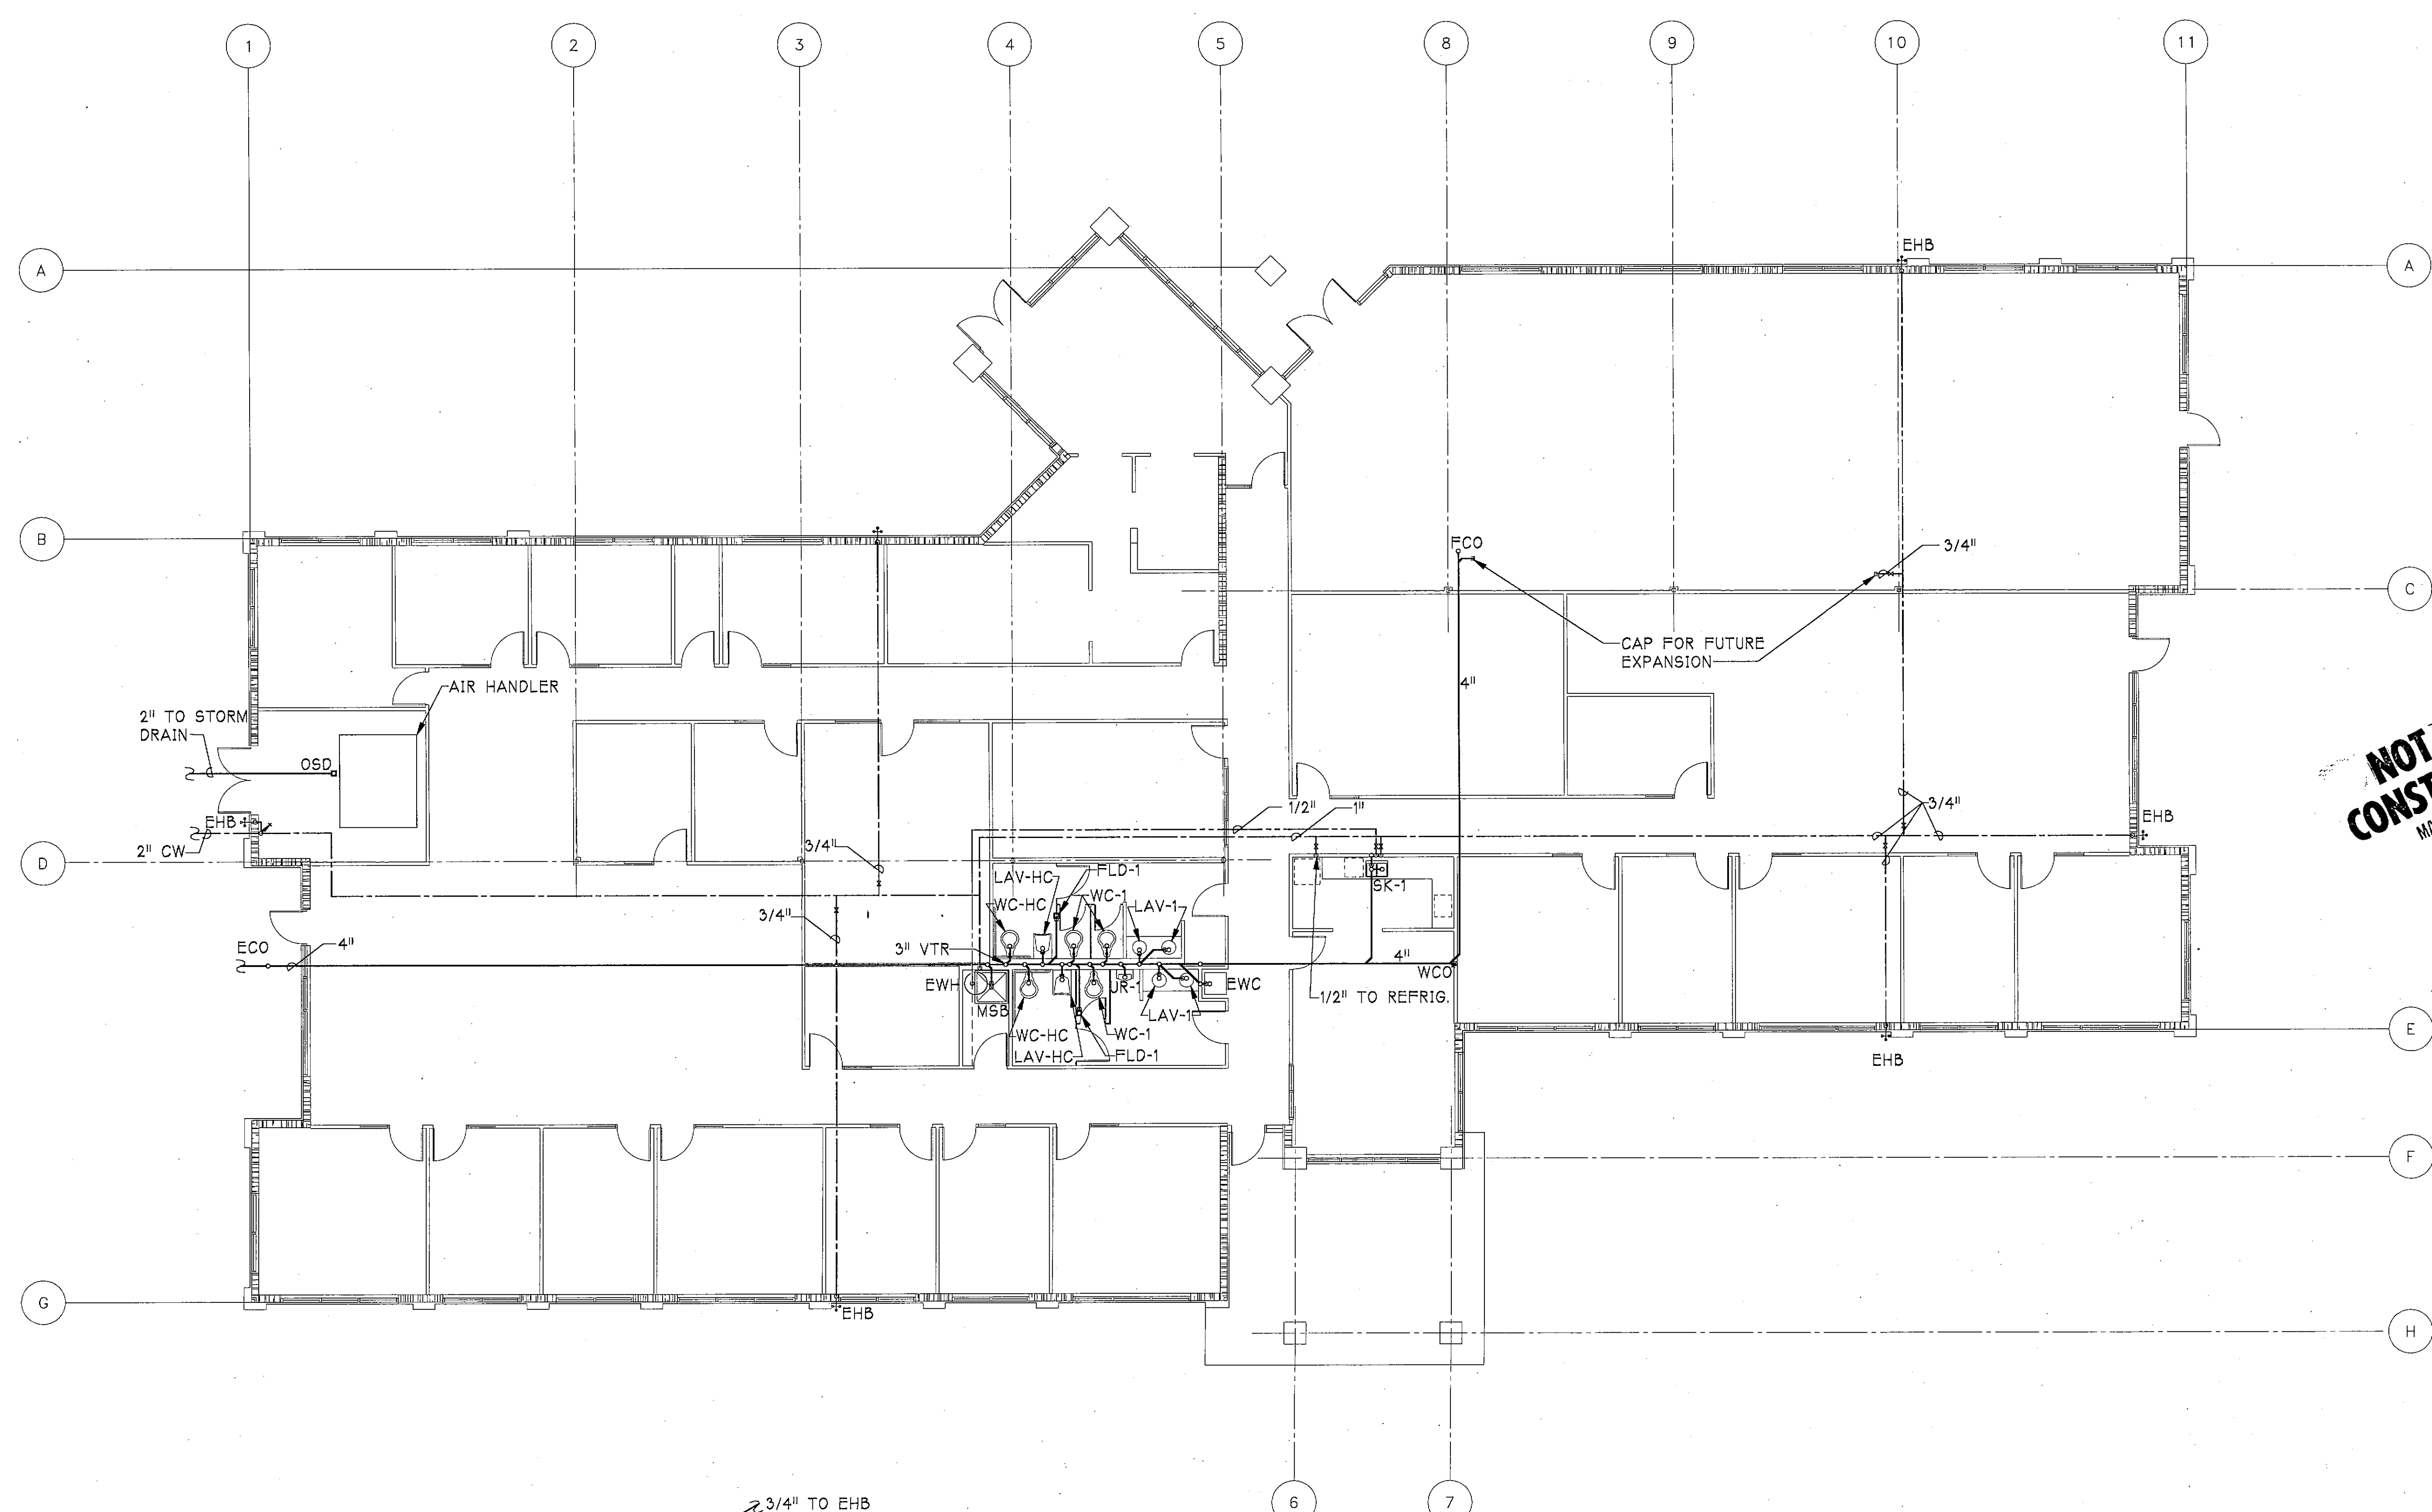 1 2 3 4 5 8 9 10 11
EHB
A A
B
FCO
3/4"
C
CAP FOR FUTURE
EXPANSION
4"
AIR HANDLER
2" TO STORM
DRAIN
OSD
NOT
CONST
1/2" 1" 3/4"
EHB EHB
2" CW
3/4"
D
LAV-HC FLD-1
SK-1
WC-HC WC-1
LAV-1
3/4"
ECO 4"
3" VTR
4"
WCO
EWH UR-1 EWC
1/2" TO REFRIG.
MSB LAV-1
WC-HC WC-1
LAV-HC FLD-1
E
EHB
F
G
EHB
H
3/4" TO EHB
6 7